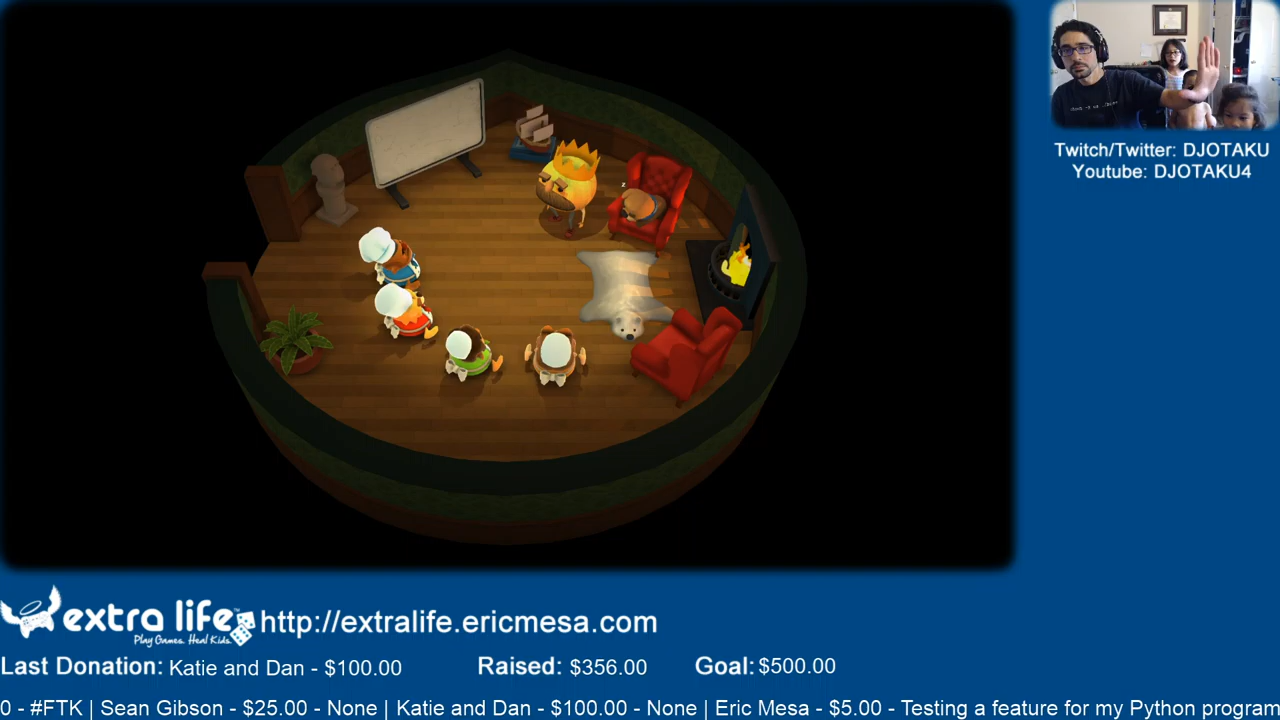 Twitch/Twitter: DJOTAKU
Youtube: DJOTAKU4
z
extra life
Play Games. Heal Kids.
http://extralife.ericmesa.com
Last Donation: Katie and Dan - $100.00 Raised: $356.00 Goal: $500.00
0 - #FTK | Sean Gibson - $25.00 - None | Katie and Dan - $100.00 - None | Eric Mesa - $5.00 - Testing a feature for my Python program